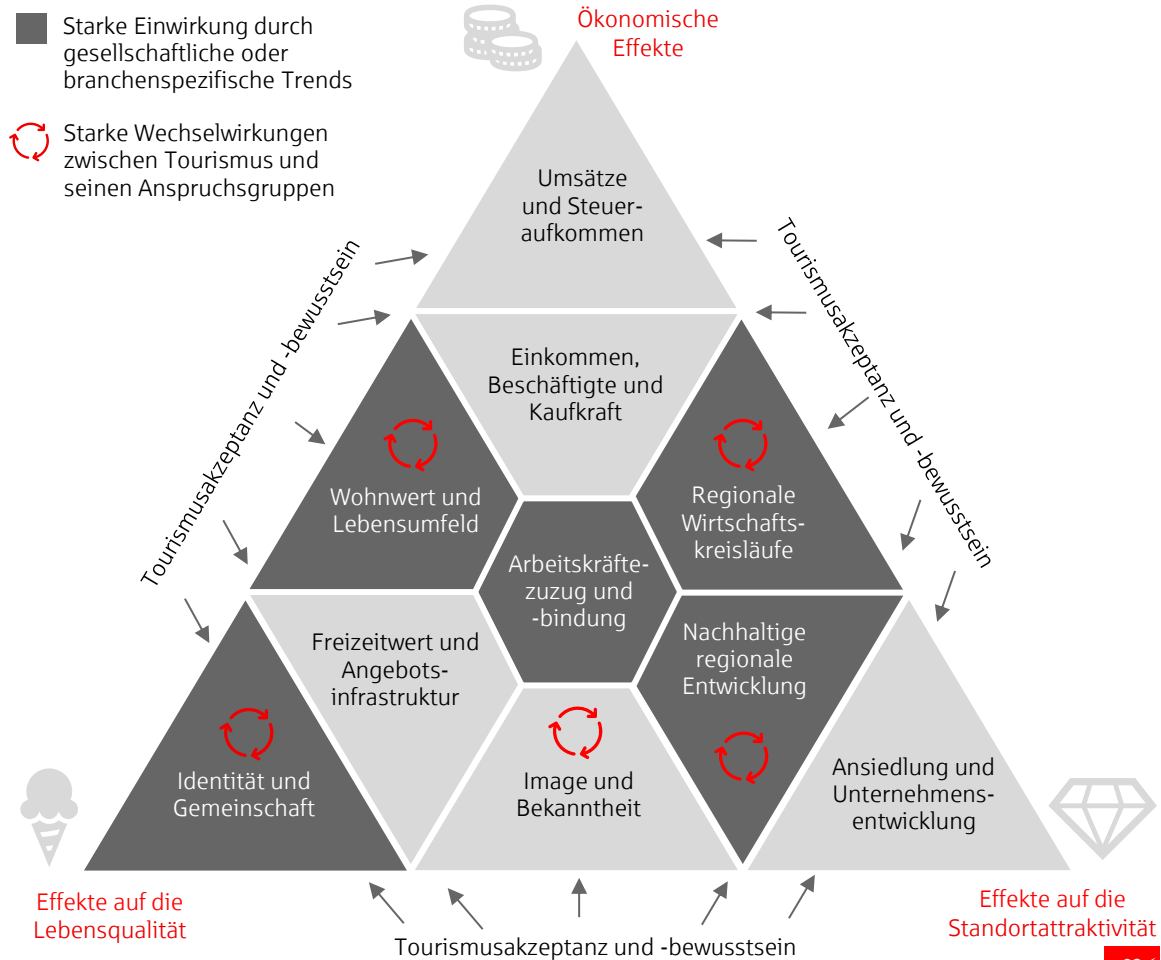 Starke Einwirkung durch
gesellschaftliche oder
branchenspezifische Trends
Starke Wechselwirkungen
zwischen Tourismus und
seinen Anspruchsgruppen
Ökonomische
Effekte
Umsätze
und Steuer-
aufkommen
Tourismusakzeptanz und -bewusstsein
Tourismusakzeptanz und -bewusstsein
Einkommen,
Beschäftigte und
Kaufkraft
Wohnwert und
Lebensumfeld
Regionale
Wirtschafts-
kreisläufe
Arbeitskräfte-
zuzug und
-bindung
Freizeitwert und
Angebots-
infrastruktur
Nachhaltige
regionale
Entwicklung
Identität und
Gemeinschaft
Image und
Bekanntheit
Ansiedlung und
Unternehmens-
entwicklung
Effekte auf die
Lebensqualität
Effekte auf die
Standortattraktivität
Tourismusakzeptanz und -bewusstsein